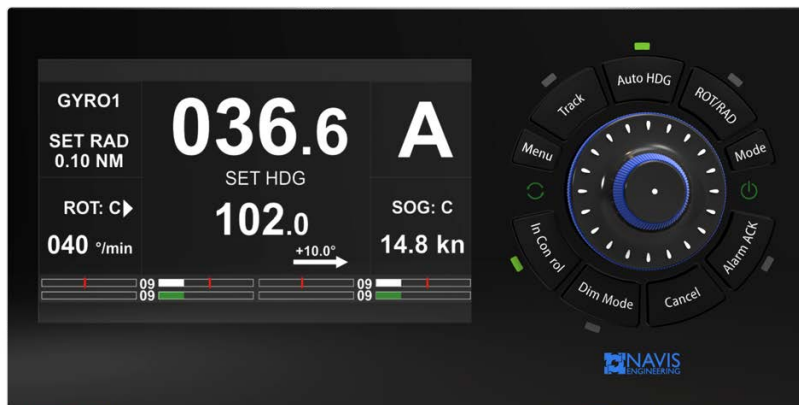 GYRO1
SET RAD
0.10 NM
ROT: C
040 °/min
036.6
SET HDG
102.0
+10.0°
A
SOG: C
14.8 kn
09
09
09
09
Auto HDG
Track
ROT/RAD
Menu
Mode
In Con rol
Alarm ACK
Dim Mode
Cancel
NAVIS
ENGINEERING